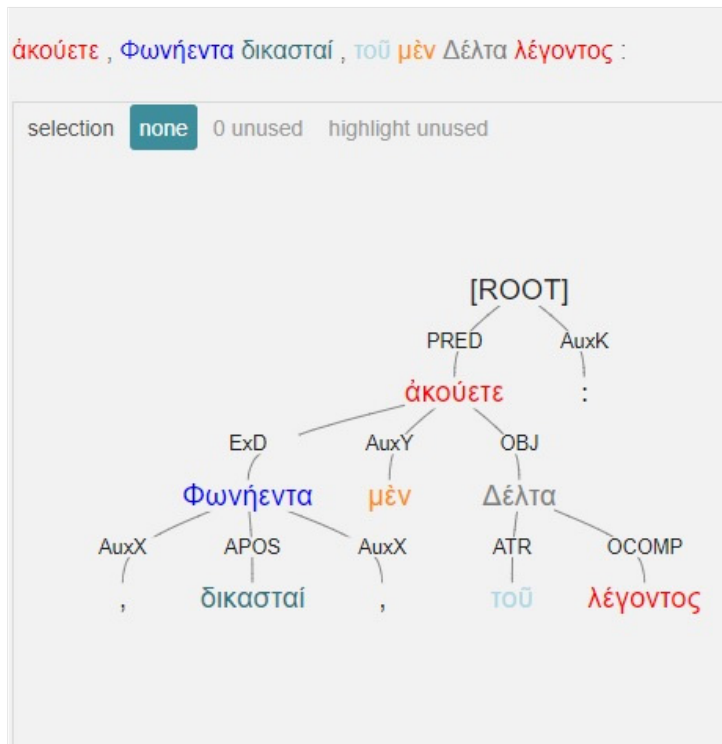 ἀκούετε , Φωνήεντα δικασταί , τοῦ μὲν Δέλτα λέγοντος :
selection none 0 unused highlight unused
[ROOT]
PRED AuxK
ἀκούετε :
ExD AuxY OBJ
Φωνήεντα μὲν Δέλτα
AuxX APOS AuxX ATR OCOMP
, δικασταί , τοῦ λέγοντος